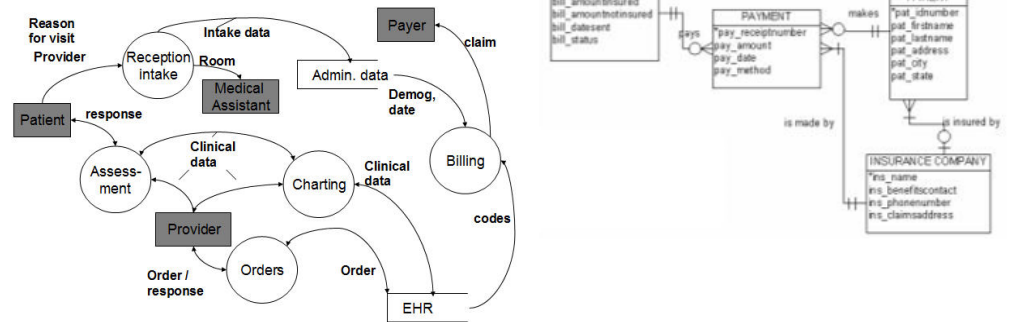 Reason
for visit
Provider
Intake data
Payer
claim
Reception
intake
Room
Admin. data
Medical
Assistant
Demog,
date
Patient
response
Clinical
data
Assess-
ment
Charting
Clinical
data
Billing
Provider
codes
Orders
Order /
response
Order
EHR
bill_amountinsured
bill_amountnotinsured
bill_datesent
bill_status
pays
PAYMENT
*pay_receiptnumber
pay_amount
pay_date
pay_method
makes
*pat_idnumber
pat_firstname
pat_lastname
pat_address
pat_city
pat_state
is made by
is insured by
INSURANCE COMPANY
*ins_name
ins_benefitscontact
ins_phonenumber
ins_claimsaddress